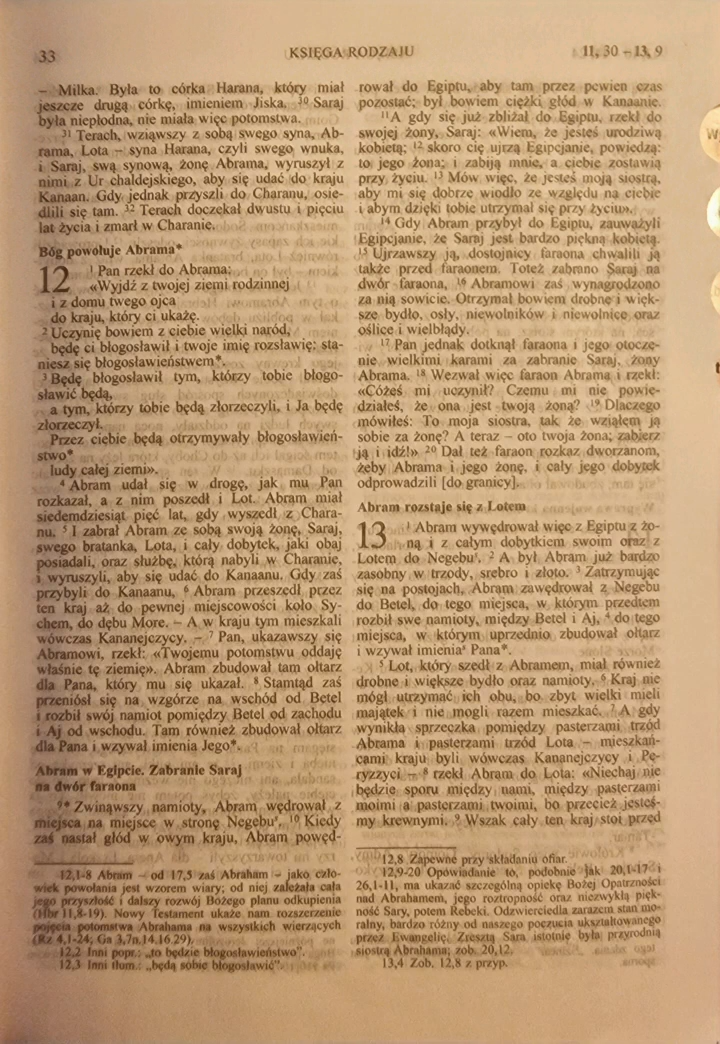 33
KSIĘGA RODZAJU
11, 30 – 13, 9
– Milka. Była to córka Harana, który miał
jeszcze drugą córkę, imieniem Jiska. 30 Saraj
była niepłodna, nie miała więc potomstwa.
31 Terach, wziąwszy z sobą swego syna, Ab-
rama, Lota – syna Harana, czyli swego wnuka,
i Saraj, swą synową, żonę Abrama, wyruszył z
nimi z Ur chaldejskiego, aby się udać do kraju
Kanaan. Gdy jednak przyszli do Charanu, osie-
dlili się tam. 32 Terach doczekał dwustu i pięciu
lat życia i zmarł w Charanie.
Bóg powołuje Abrama*
12 1 Pan rzekł do Abrama:
«Wyjdź z twojej ziemi rodzinnej
i z domu twego ojca
do kraju, który ci ukażę.
2 Uczynię bowiem z ciebie wielki naród,
będę ci błogosławił i twoje imię rozsławię: sta-
niesz się błogosławieństwem*.
3 Będę błogosławił tym, którzy tobie błogo-
sławić będą,
a tym, którzy tobie będą złorzeczyli, i Ja będę
złorzeczył.
Przez ciebie będą otrzymywały błogosławień-
stwo*
ludy całej ziemi».
4 Abram udał się w drogę, jak mu Pan
rozkazał, a z nim poszedł i Lot. Abram miał
siedemdziesiąt pięć lat, gdy wyszedł z Chara-
nu. 5 I zabrał Abram ze sobą swoją żonę, Saraj,
swego bratanka, Lota, i cały dobytek, jaki obaj
posiadali, oraz służbę, którą nabyli w Charanie,
i wyruszyli, aby się udać do Kanaanu. Gdy zaś
przybyli do Kanaanu, 6 Abram przeszedł przez
ten kraj aż do pewnej miejscowości koło Sy-
chem, do dębu More. – A w kraju tym mieszkali
wówczas Kananejczycy. – 7 Pan, ukazawszy się
Abramowi, rzekł: «Twojemu potomstwu oddaję
właśnie tę ziemię». Abram zbudował tam ołtarz
dla Pana, który mu się ukazał. 8 Stamtąd zaś
przeniósł się na wzgórze na wschód od Betel
i rozbił swój namiot pomiędzy Betel od zachodu
i Aj od wschodu. Tam również zbudował ołtarz
dla Pana i wzywał imienia Jego*.
Abram w Egipcie. Zabranie Saraj
na dwór faraona
9* Zwinąwszy namioty, Abram wędrował z
miejsca na miejsce w stronę Negebu*. 10 Kiedy
zaś nastał głód w owym kraju, Abram powęd-
12,1-8 Abram – od 17,5 zaś Abraham – jako czło-
wiek powołania jest wzorem wiary; od niej zależała cała
jego przyszłość i dalszy rozwój Bożego planu odkupienia
(Hbr 11,8-19). Nowy Testament ukaże nam rozszerzenie
pojęcia potomstwa Abrahama na wszystkich wierzących
(Rz 4,1-24; Ga 3,7n.14.16.29).
12,2 Inni popr.: „to będzie błogosławieństwo".
12,3 Inni tłum.: „będą sobie błogosławić".
rował do Egiptu, aby tam przez pewien czas
pozostać; był bowiem ciężki głód w Kanaanie.
11 A gdy się już zbliżał do Egiptu, rzekł do
swojej żony, Saraj: «Wiem, że jesteś urodziwą
kobietą; 12 skoro cię ujrzą Egipcjanie, powiedzą:
to jego żona; i zabiją mnie, a ciebie zostawią
przy życiu. 13 Mów więc, że jesteś moją siostrą,
aby mi się dobrze wiodło ze względu na ciebie
i abym dzięki tobie utrzymał się przy życiu».
14 Gdy Abram przybył do Egiptu, zauważyli
Egipcjanie, że Saraj jest bardzo piękną kobietą.
15 Ujrzawszy ją, dostojnicy faraona chwalili ją
także przed faraonem. Toteż zabrano Saraj na
dwór faraona, 16 Abramowi zaś wynagrodzono
za nią sowicie. Otrzymał bowiem drobne i więk-
sze bydło, osły, niewolników i niewolnice oraz
oślice i wielbłądy.
17 Pan jednak dotknął faraona i jego otocze-
nie wielkimi karami za zabranie Saraj, żony
Abrama. 18 Wezwał więc faraon Abrama i rzekł:
«Cóżeś mi uczynił? Czemu mi nie powie-
działeś, że ona jest twoją żoną? 19 Dlaczego
mówiłeś: To moja siostra, tak że wziąłem ją
sobie za żonę? A teraz – oto twoja żona; zabierz
ją i idź!» 20 Dał też faraon rozkaz dworzanom,
żeby Abrama i jego żonę, i cały jego dobytek
odprowadzili [do granicy].
Abram rozstaje się z Lotem
13 1 Abram wywędrował więc z Egiptu z żo-
ną i z całym dobytkiem swoim oraz z
Lotem do Negebu*. 2 A był Abram już bardzo
zasobny w trzody, srebro i złoto. 3 Zatrzymując
się na postojach, Abram zawędrował z Negebu
do Betel, do tego miejsca, w którym przedtem
rozbił swe namioty, między Betel i Aj, 4 do tego
miejsca, w którym uprzednio zbudował ołtarz
i wzywał imienia* Pana*.
5 Lot, który szedł z Abramem, miał również
drobne i większe bydło oraz namioty. 6 Kraj nie
mógł utrzymać ich obu, bo zbyt wielki mieli
majątek i nie mogli razem mieszkać. 7 A gdy
wynikła sprzeczka pomiędzy pasterzami trzód
Abrama i pasterzami trzód Lota – mieszkań-
cami kraju byli wówczas Kananejczycy i Pe-
ryzzyci – 8 rzekł Abram do Lota: «Niechaj nie
będzie sporu między nami, między pasterzami
moimi a pasterzami twoimi, bo przecież jesteś-
my krewnymi. 9 Wszak cały ten kraj stoi przed
12,8 Zapewne przy składaniu ofiar.
12,9-20 Opowiadanie to, podobnie jak 20,1-17 i
26,1-11, ma ukazać szczególną opiekę Bożej Opatrzności
nad Abrahamem, jego roztropność oraz niezwykłą pięk-
ność Sary, potem Rebeki. Odzwierciedla zarazem stan mo-
ralny, bardzo różny od naszego poczucia ukształtowanego
przez Ewangelię. Zresztą Sara istotnie była przyrodnią
siostrą Abrahama; zob. 20,12.
13,4 Zob. 12,8 z przyp.